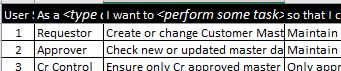 User S As a <type o I want to <perform some task> so that I c
1 Requestor Create or change Customer Mast Maintain
2 Approver Check new or updated master da Maintain
3 Cr Control Ensure only Cr approved master Only appr